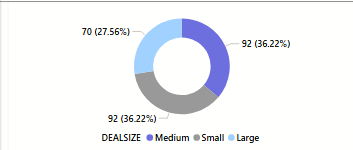 70 (27.56%)
92 (36.22%)
92 (36.22%)
DEALSIZE Medium Small Large